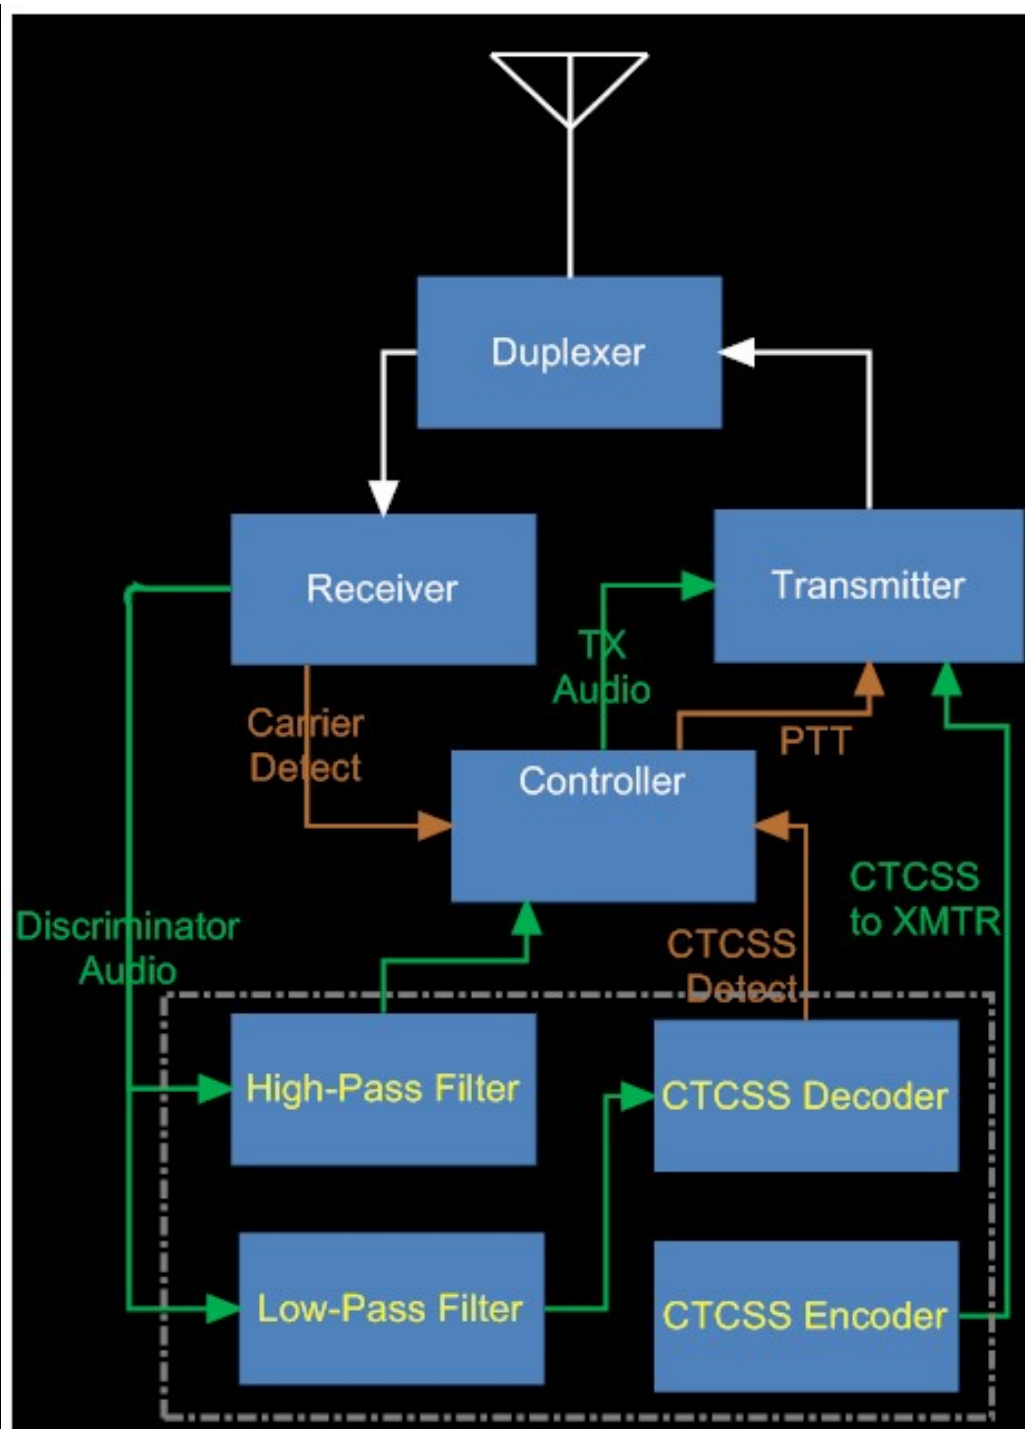 Duplexer
Receiver
Transmitter
TX
Audio
Carrier
Detect
PTT
Controller
CTCSS
to XMTR
Discriminator
Audio
CTCSS
Detect
High-Pass Filter
CTCSS Decoder
Low-Pass Filter
CTCSS Encoder